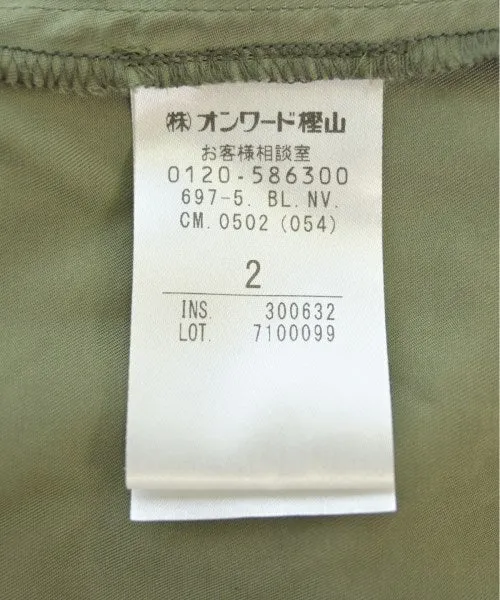 (株)オンワード樫山
お客様相談室
0120-586300
697-5. BL. NV.
CM. 0502 (054)
2
INS. 300632
LOT. 7100099